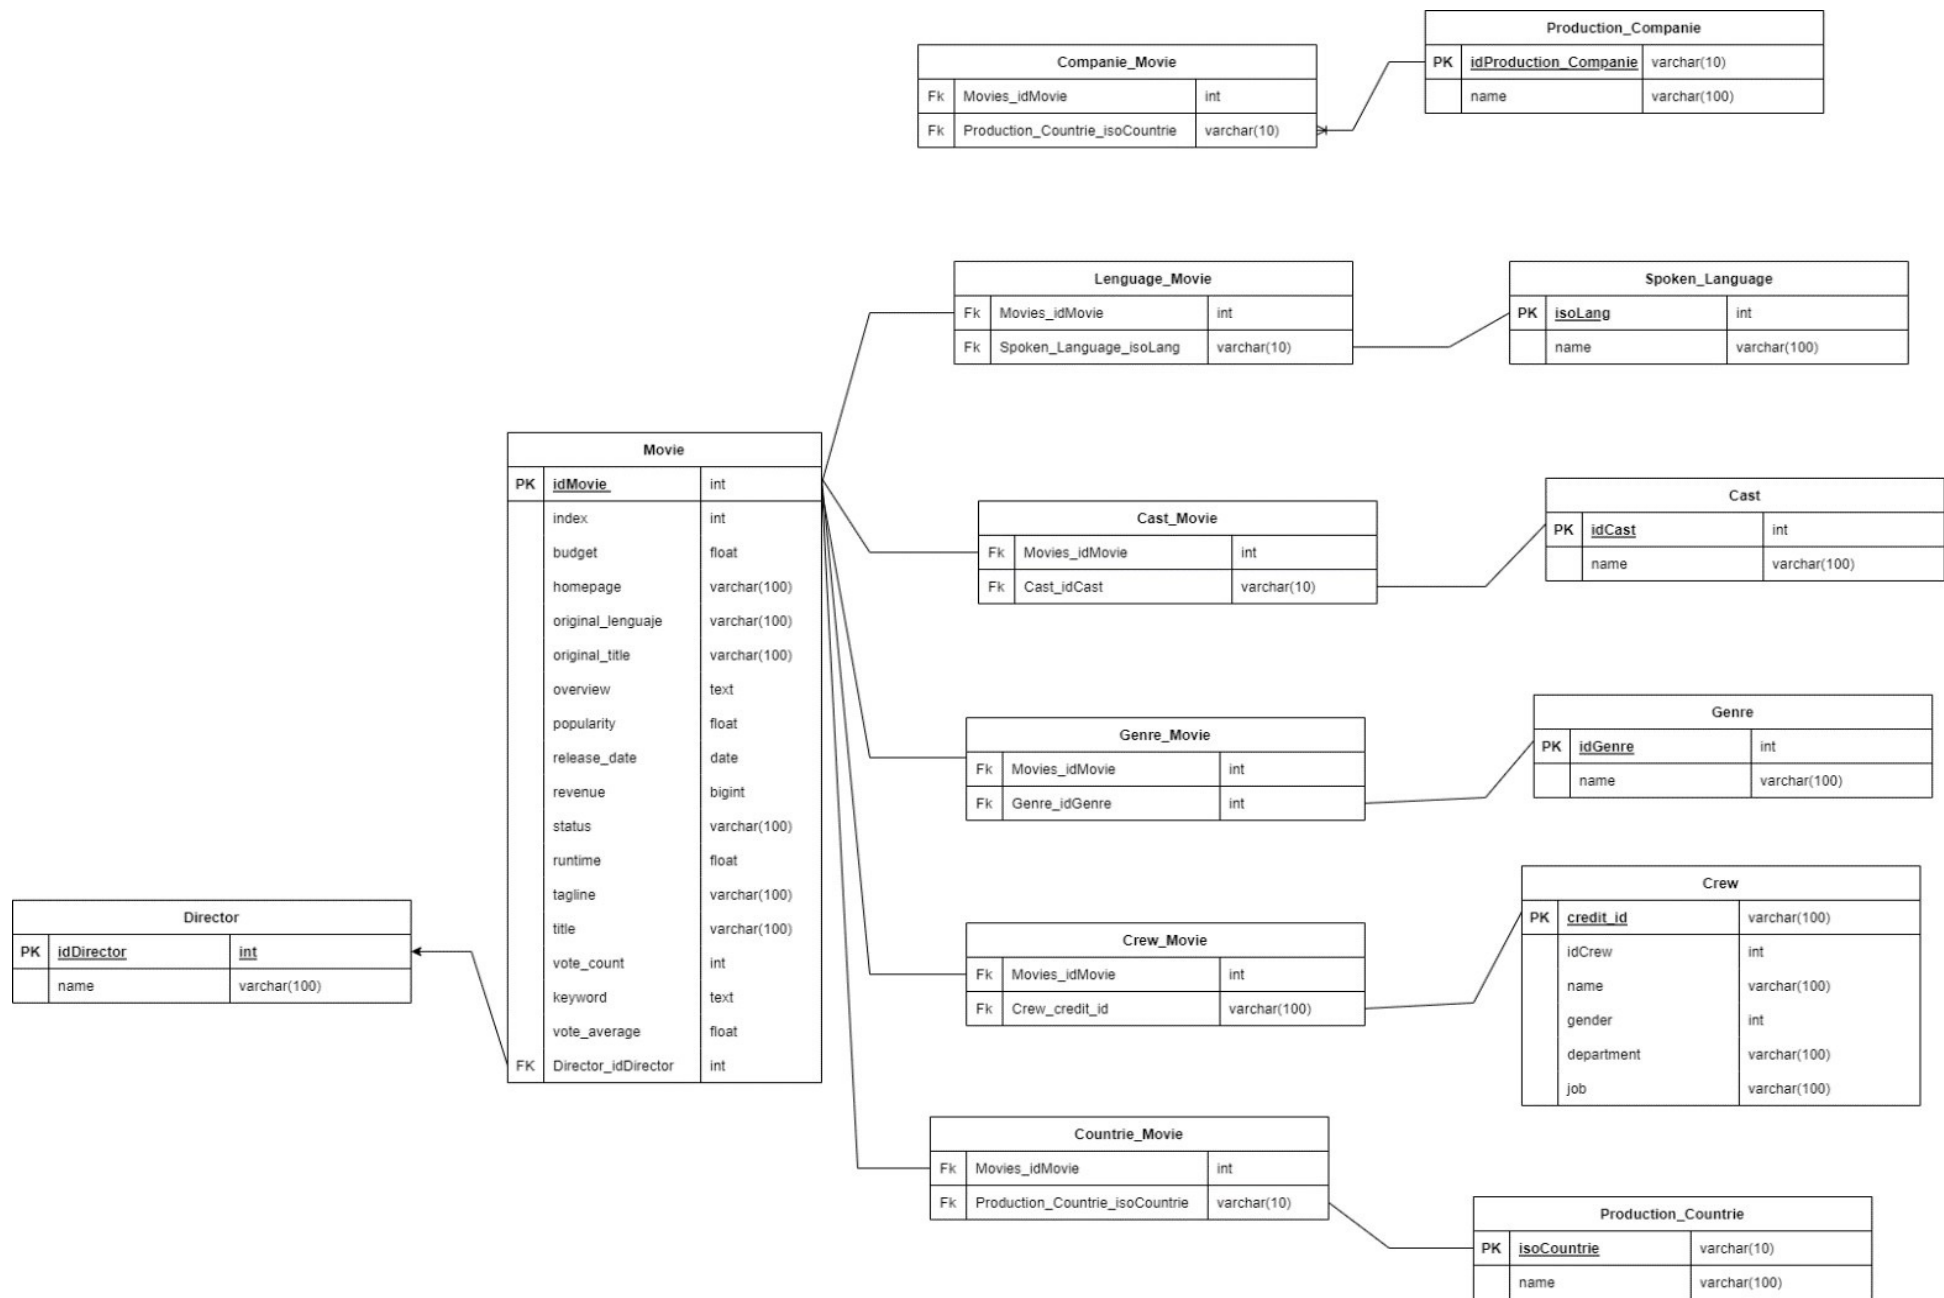 Production_Companie
PK idProduction_Companie varchar(10)
name varchar(100)
Companie_Movie
Fk Movies_idMovie int
Fk Production_Countrie_isoCountrie varchar(10)
Lenguage_Movie
Fk Movies_idMovie int
Fk Spoken_Language_isoLang varchar(10)
Spoken_Language
PK isoLang int
name varchar(100)
Movie
PK idMovie_ int
index int
budget float
homepage varchar(100)
original_lenguaje varchar(100)
original_title varchar(100)
overview text
popularity float
release_date date
revenue bigint
status varchar(100)
runtime float
tagline varchar(100)
title varchar(100)
vote_count int
keyword text
vote_average float
FK Director_idDirector int
Cast_Movie
Fk Movies_idMovie int
Fk Cast_idCast varchar(10)
Cast
PK idCast int
name varchar(100)
Genre_Movie
Fk Movies_idMovie int
Fk Genre_idGenre int
Genre
PK idGenre int
name varchar(100)
Director
PK idDirector int
name varchar(100)
Crew_Movie
Fk Movies_idMovie int
Fk Crew_credit_id varchar(100)
Crew
PK credit_id varchar(100)
idCrew int
name varchar(100)
gender int
department varchar(100)
job varchar(100)
Countrie_Movie
Fk Movies_idMovie int
Fk Production_Countrie_isoCountrie varchar(10)
Production_Countrie
PK isoCountrie varchar(10)
name varchar(100)